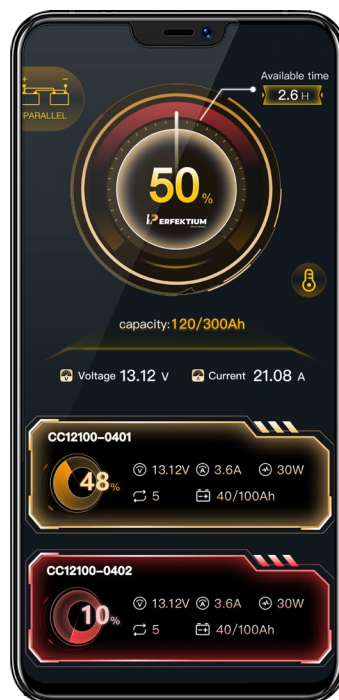 Available time
2.6 H
+ −
PARALLEL
50%
PERFEKTIUM
capacity:120/300Ah
Voltage 13.12 V
Current 21.08 A
CC12100-0401
48%
13.12V 3.6A 30W
5 40/100Ah
CC12100-0402
10%
13.12V 3.6A 30W
5 40/100Ah